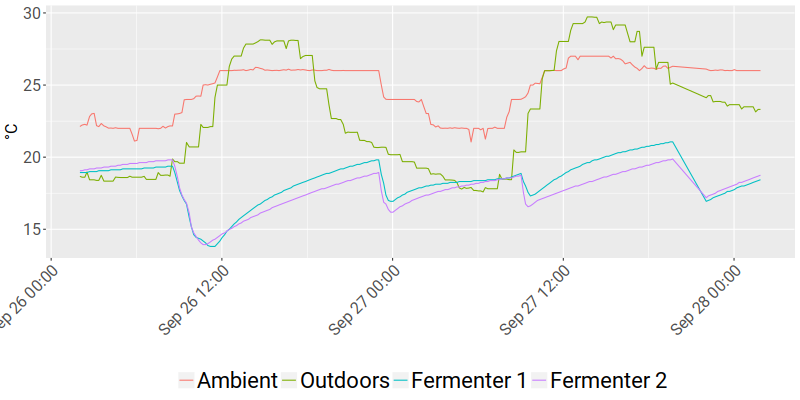 30
25
20
15
°C
ep 26 00:00
Sep 26 12:00
Sep 27 00:00
Sep 27 12:00
Sep 28 00:00
Ambient Outdoors Fermenter 1 Fermenter 2